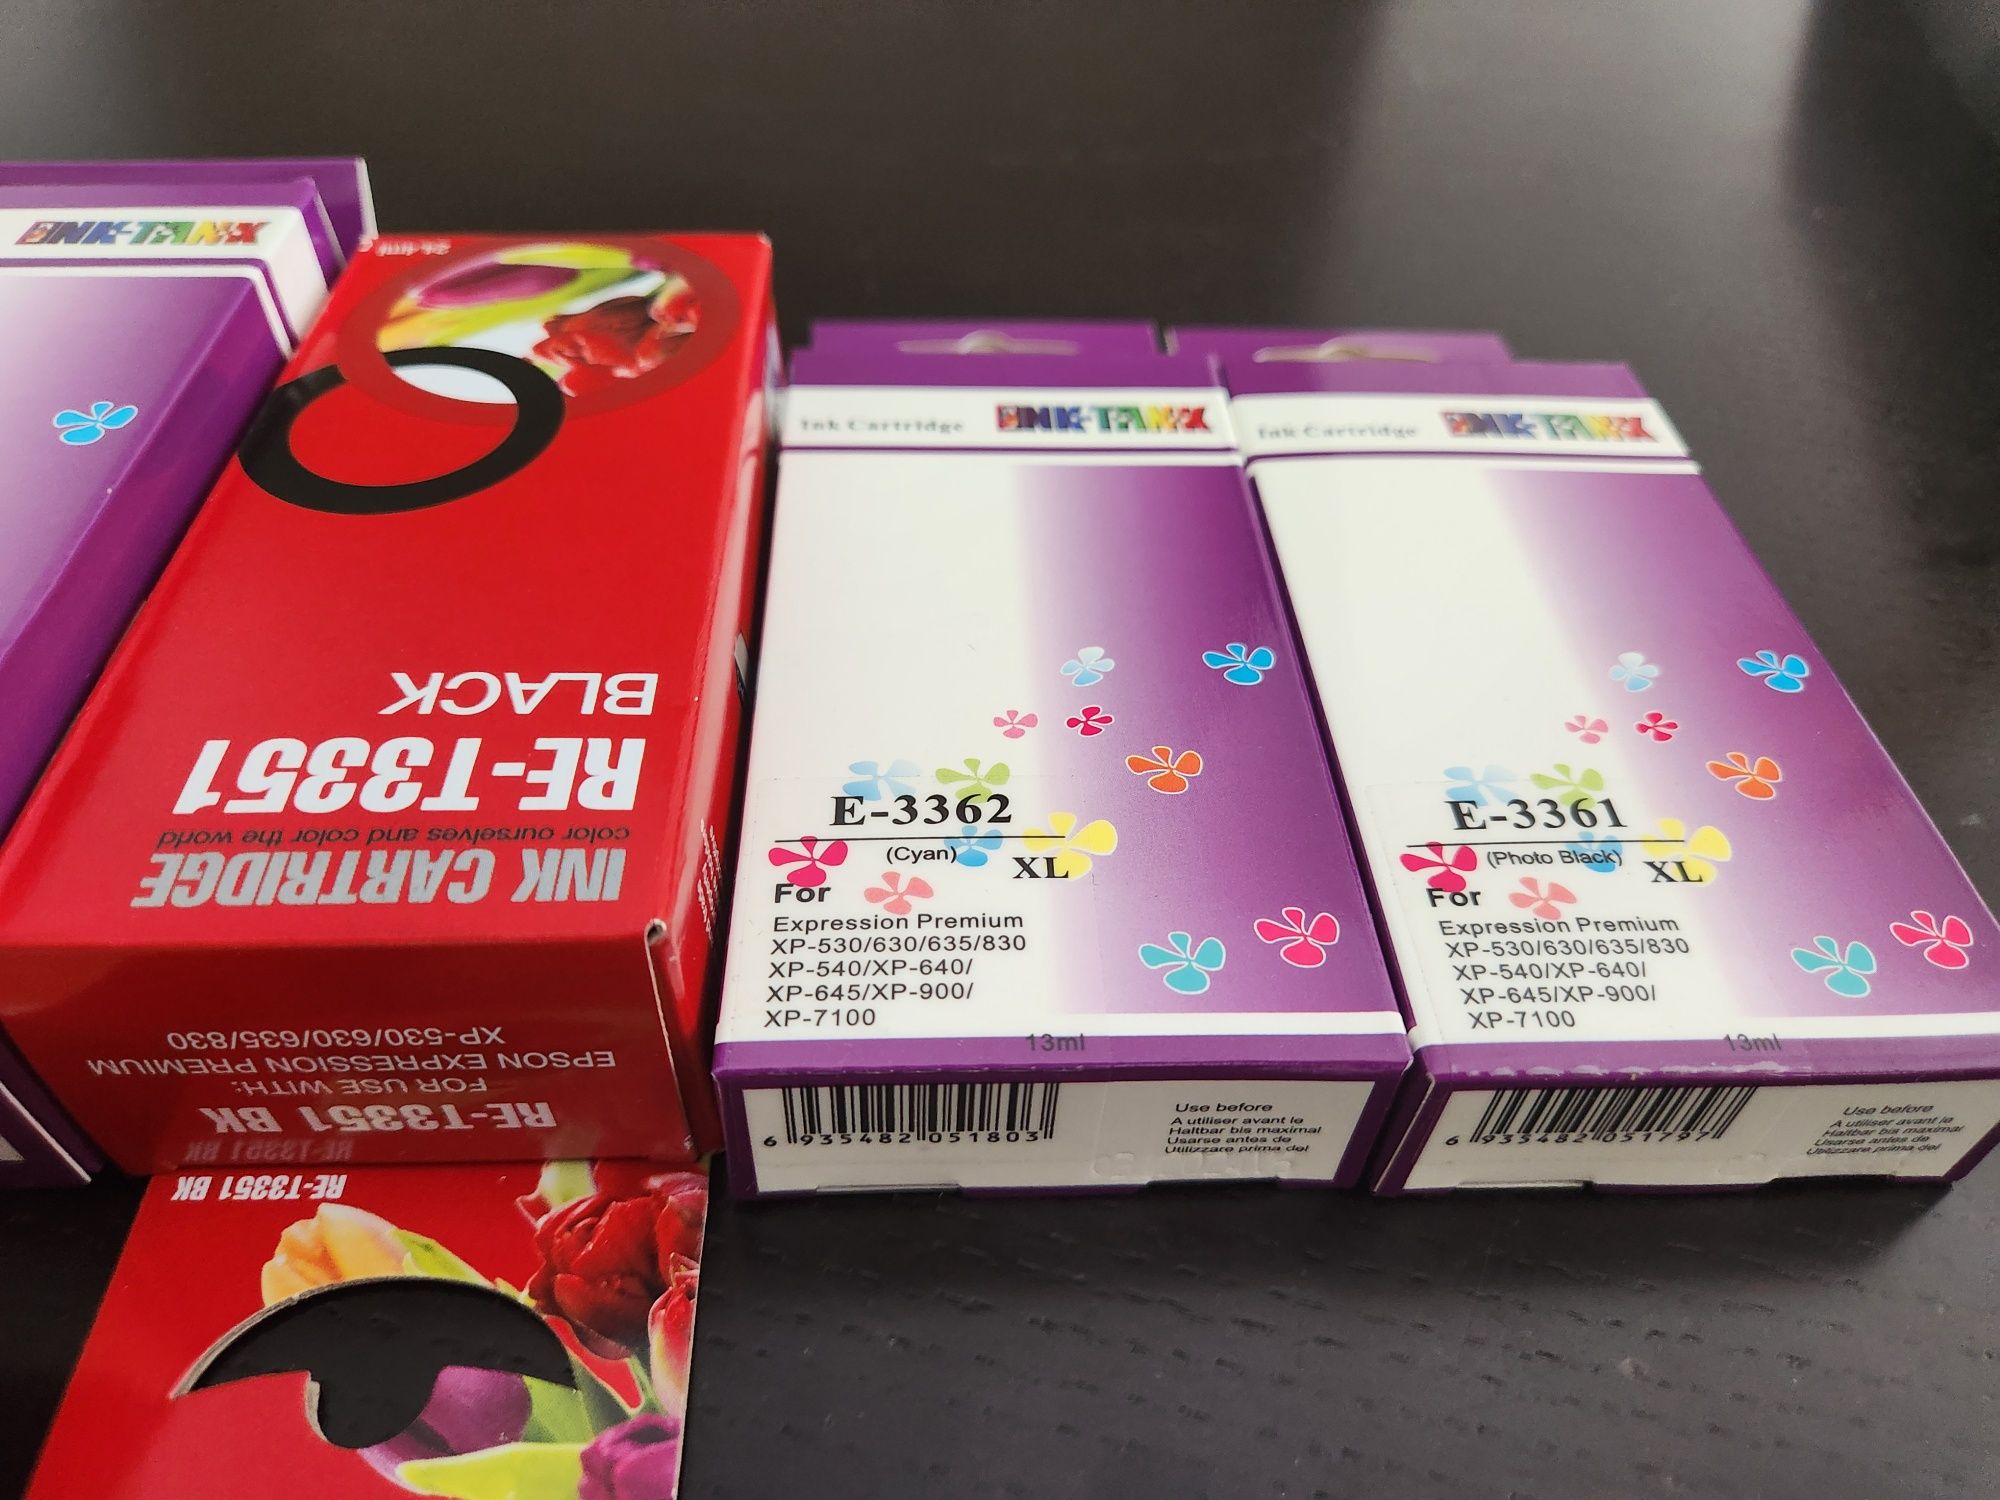 INK-TANK
24.4ml
BLACK
RE-T3351
color ourselves and color the world
INK CARTRIDGE
XP-530/630/635/830
EPSON EXPRESSION PREMIUM
FOR USE WITH:
RE-T3351 BK
RE-T3351 BK
RE-T3351 BK
Ink Cartridge INK-TANK
E-3362
(Cyan)
XL
For
Expression Premium
XP-530/630/635/830
XP-540/XP-640/
XP-645/XP-900/
XP-7100
13ml
6 935482 051803
Use before
A utiliser avant le
Haltbar bis maximal
Usarse antes de
Utilizzare prima del
Ink Cartridge INK-TANK
E-3361
(Photo Black)
XL
For
Expression Premium
XP-530/630/635/830
XP-540/XP-640/
XP-645/XP-900/
XP-7100
13ml
6 935482 051797
Use before
A utiliser avant le
Haltbar bis maximal
Usarse antes de
Utilizzare prima del